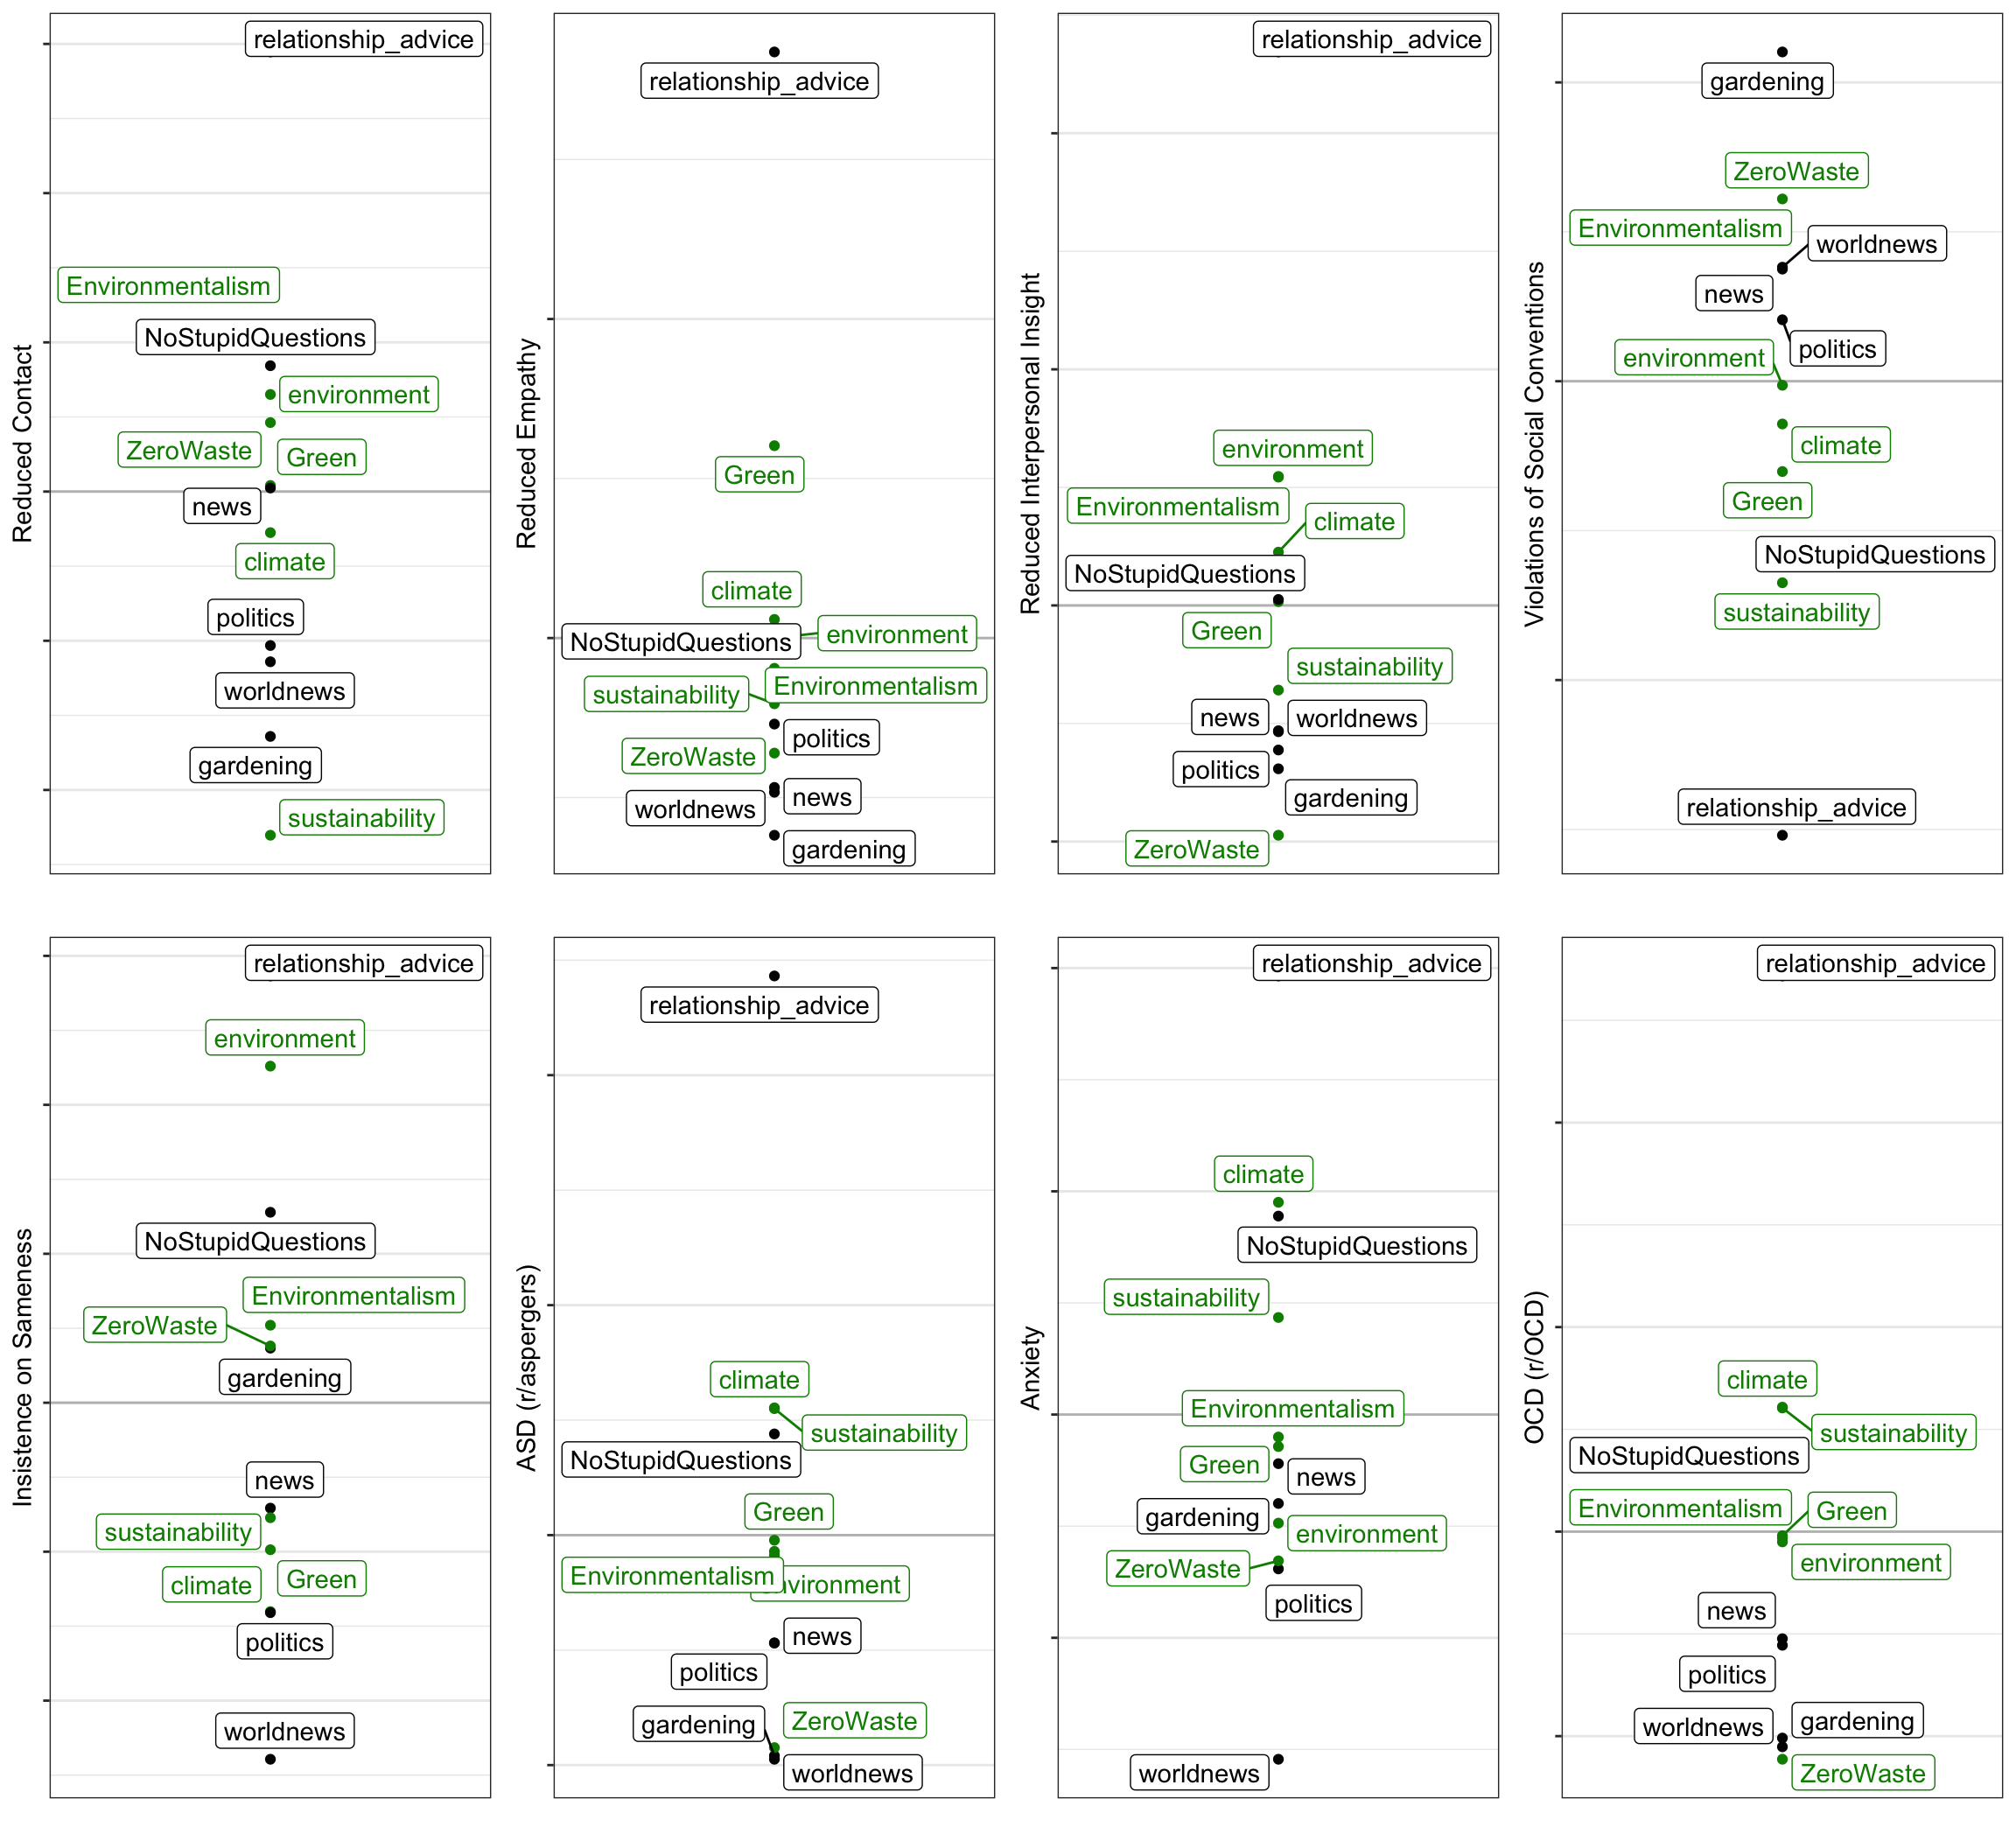 Reduced Contact
relationship_advice
Environmentalism
NoStupidQuestions
environment
ZeroWaste
Green
news
climate
politics
worldnews
gardening
sustainability
Reduced Empathy
relationship_advice
Green
climate
NoStupidQuestions
environment
Environmentalism
sustainability
politics
ZeroWaste
news
worldnews
gardening
Reduced Interpersonal Insight
relationship_advice
environment
Environmentalism
climate
NoStupidQuestions
Green
sustainability
news
worldnews
politics
gardening
ZeroWaste
Violations of Social Conventions
gardening
ZeroWaste
Environmentalism
worldnews
news
politics
environment
climate
Green
NoStupidQuestions
sustainability
relationship_advice
Insistence on Sameness
relationship_advice
environment
NoStupidQuestions
Environmentalism
ZeroWaste
gardening
news
sustainability
climate
Green
politics
worldnews
ASD (r/aspergers)
relationship_advice
climate
sustainability
NoStupidQuestions
Green
Environmentalism
nvironment
news
politics
ZeroWaste
gardening
worldnews
Anxiety
relationship_advice
climate
NoStupidQuestions
sustainability
Environmentalism
Green
news
gardening
environment
ZeroWaste
politics
worldnews
OCD (r/OCD)
relationship_advice
climate
sustainability
NoStupidQuestions
Environmentalism
Green
environment
news
politics
gardening
worldnews
ZeroWaste